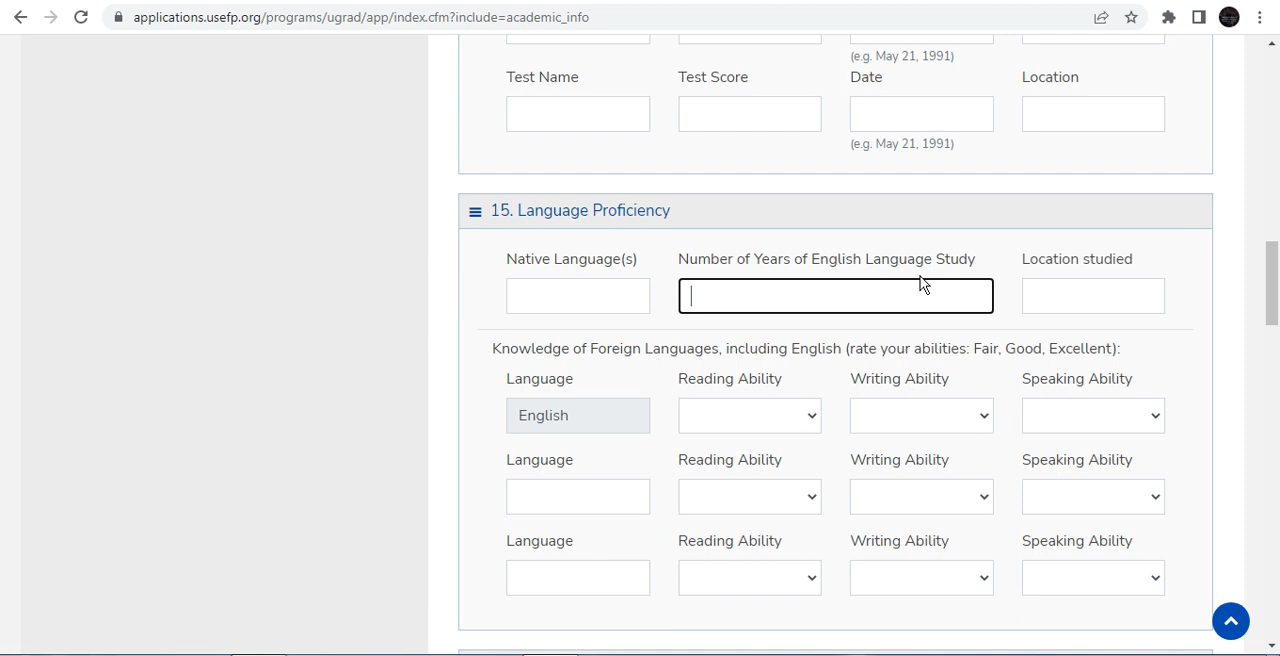 applications.usefp.org/programs/ugrad/app/index.cfm?include=academic_info
(e.g. May 21, 1991)
Test Name Test Score Date Location
(e.g. May 21, 1991)
15. Language Proficiency
Native Language(s) Number of Years of English Language Study Location studied
Knowledge of Foreign Languages, including English (rate your abilities: Fair, Good, Excellent):
Language Reading Ability Writing Ability Speaking Ability
English
Language Reading Ability Writing Ability Speaking Ability
Language Reading Ability Writing Ability Speaking Ability